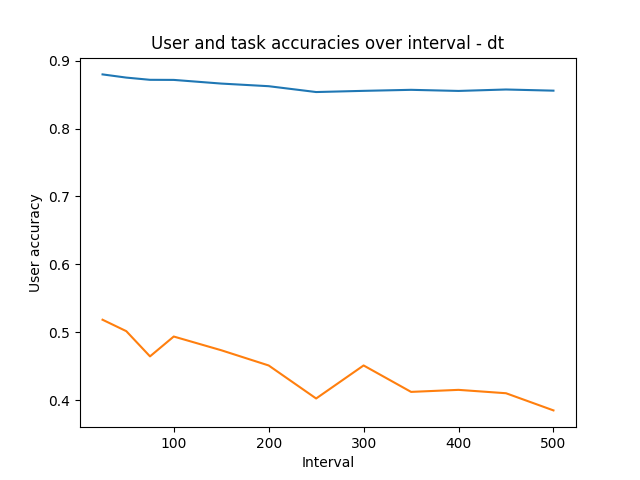 User and task accuracies over interval - dt
0.9
0.8
0.7
0.6
0.5
0.4
User accuracy
100 200 300 400 500
Interval